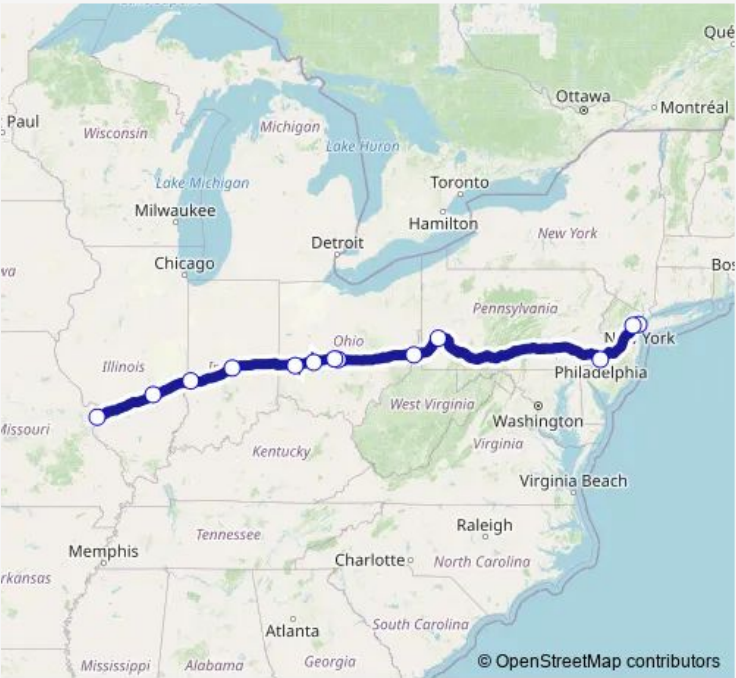 Qué
Ottawa
Montréal
Paul
Wisconsin
Michigan
Lake Huron
Lake Michigan
Toronto
Milwaukee
Hamilton
New York
Detroit
Chicago
Bos
wa
Pennsylvania
Ohio
N York
Illinois
Philadelphia
West Virginia
Washington
Missouri
Virginia
Kentucky
Virginia Beach
Raleigh
Tennessee
Memphis
Charlotte
North Carolina
rkansas
South Carolina
Atlanta
Mississippi
Alabama
Georgia
© OpenStreetMap contributors